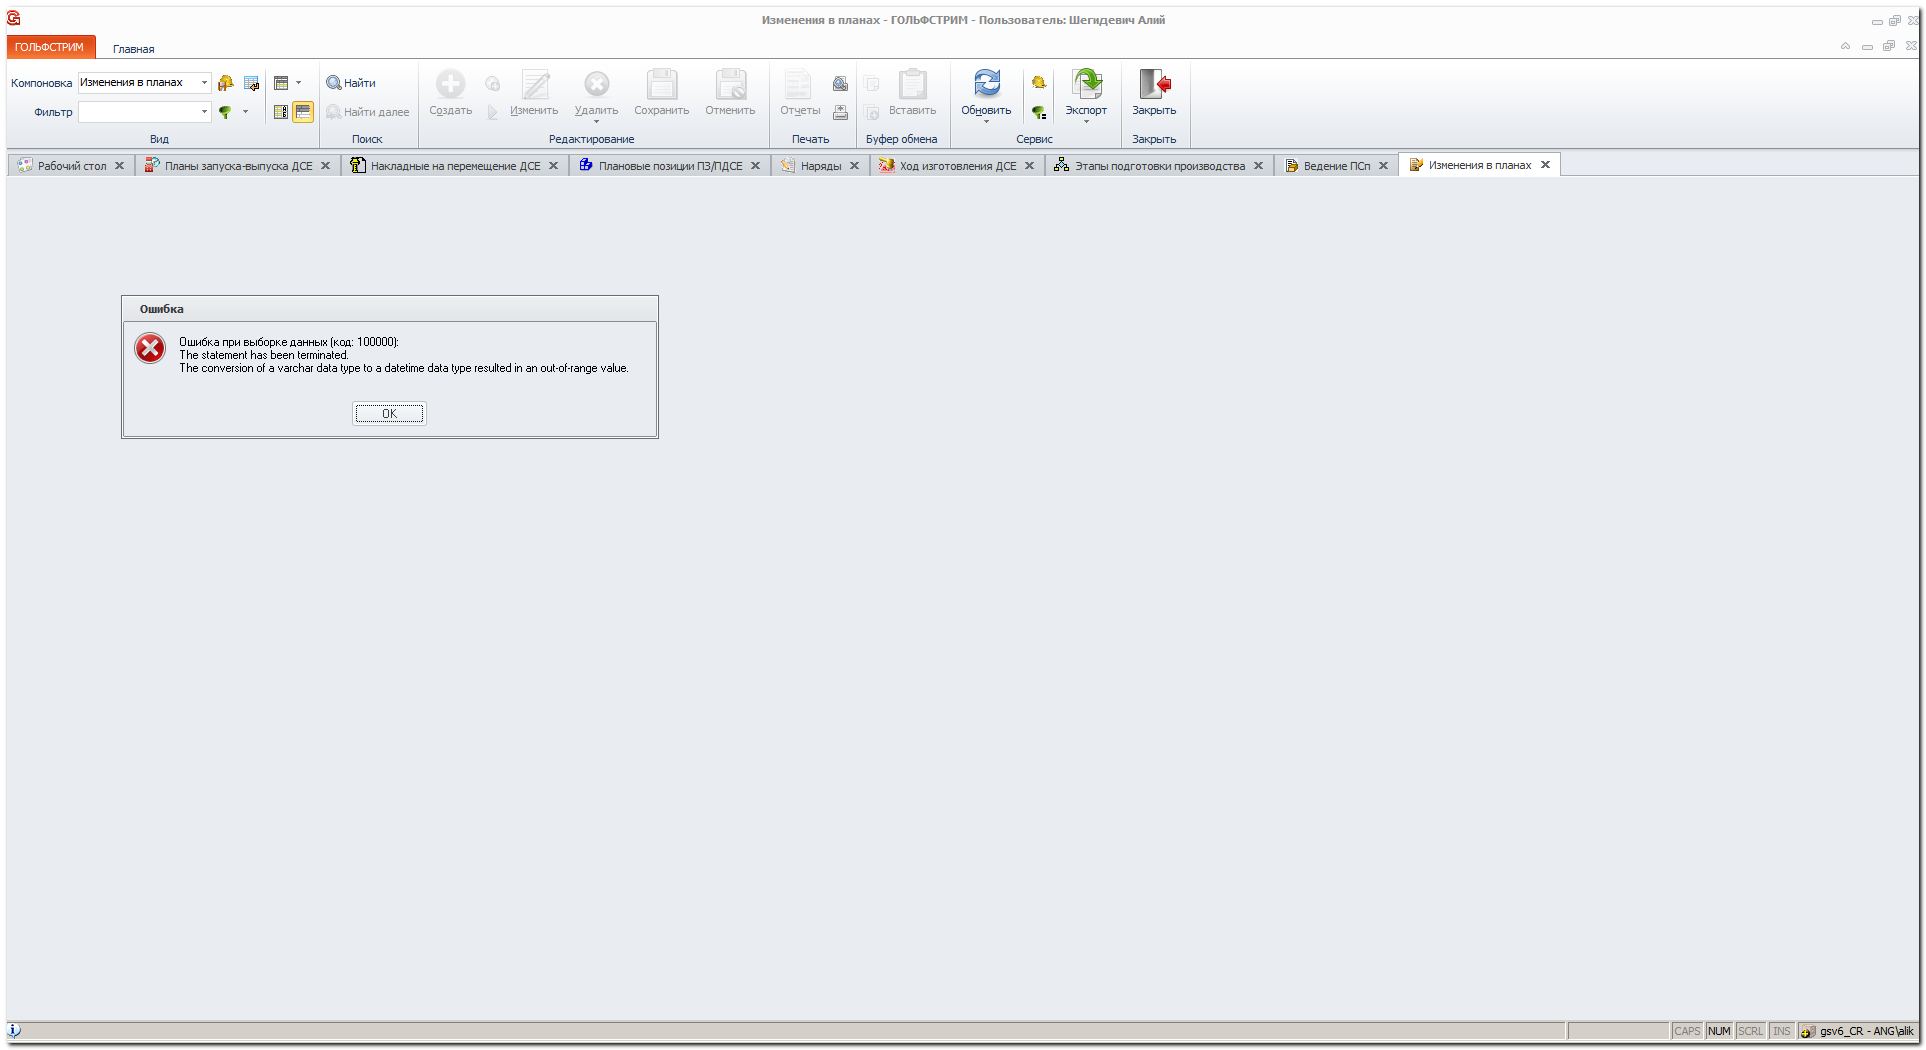 Изменения в планах - ГОЛЬФСТРИМ - Пользователь: Шегидевич Алий
ГОЛЬФСТРИМ Главная
Компоновка Изменения в планах
Фильтр
Вид
Найти
Найти далее
Поиск
Создать Изменить Удалить Сохранить Отменить
Редактирование
Отчеты
Печать
Вставить
Буфер обмена
Обновить Экспорт
Сервис
Закрыть
Закрыть
Рабочий стол Планы запуска-выпуска ДСЕ Накладные на перемещение ДСЕ Плановые позиции ПЗ/ПДСЕ Наряды Ход изготовления ДСЕ Этапы подготовки производства Ведение ПСп Изменения в планах
Ошибка
Ошибка при выборке данных (код: 100000):
The statement has been terminated.
The conversion of a varchar data type to a datetime data type resulted in an out-of-range value.
OK
CAPS NUM SCRL INS gsv6_CR - ANG\alik